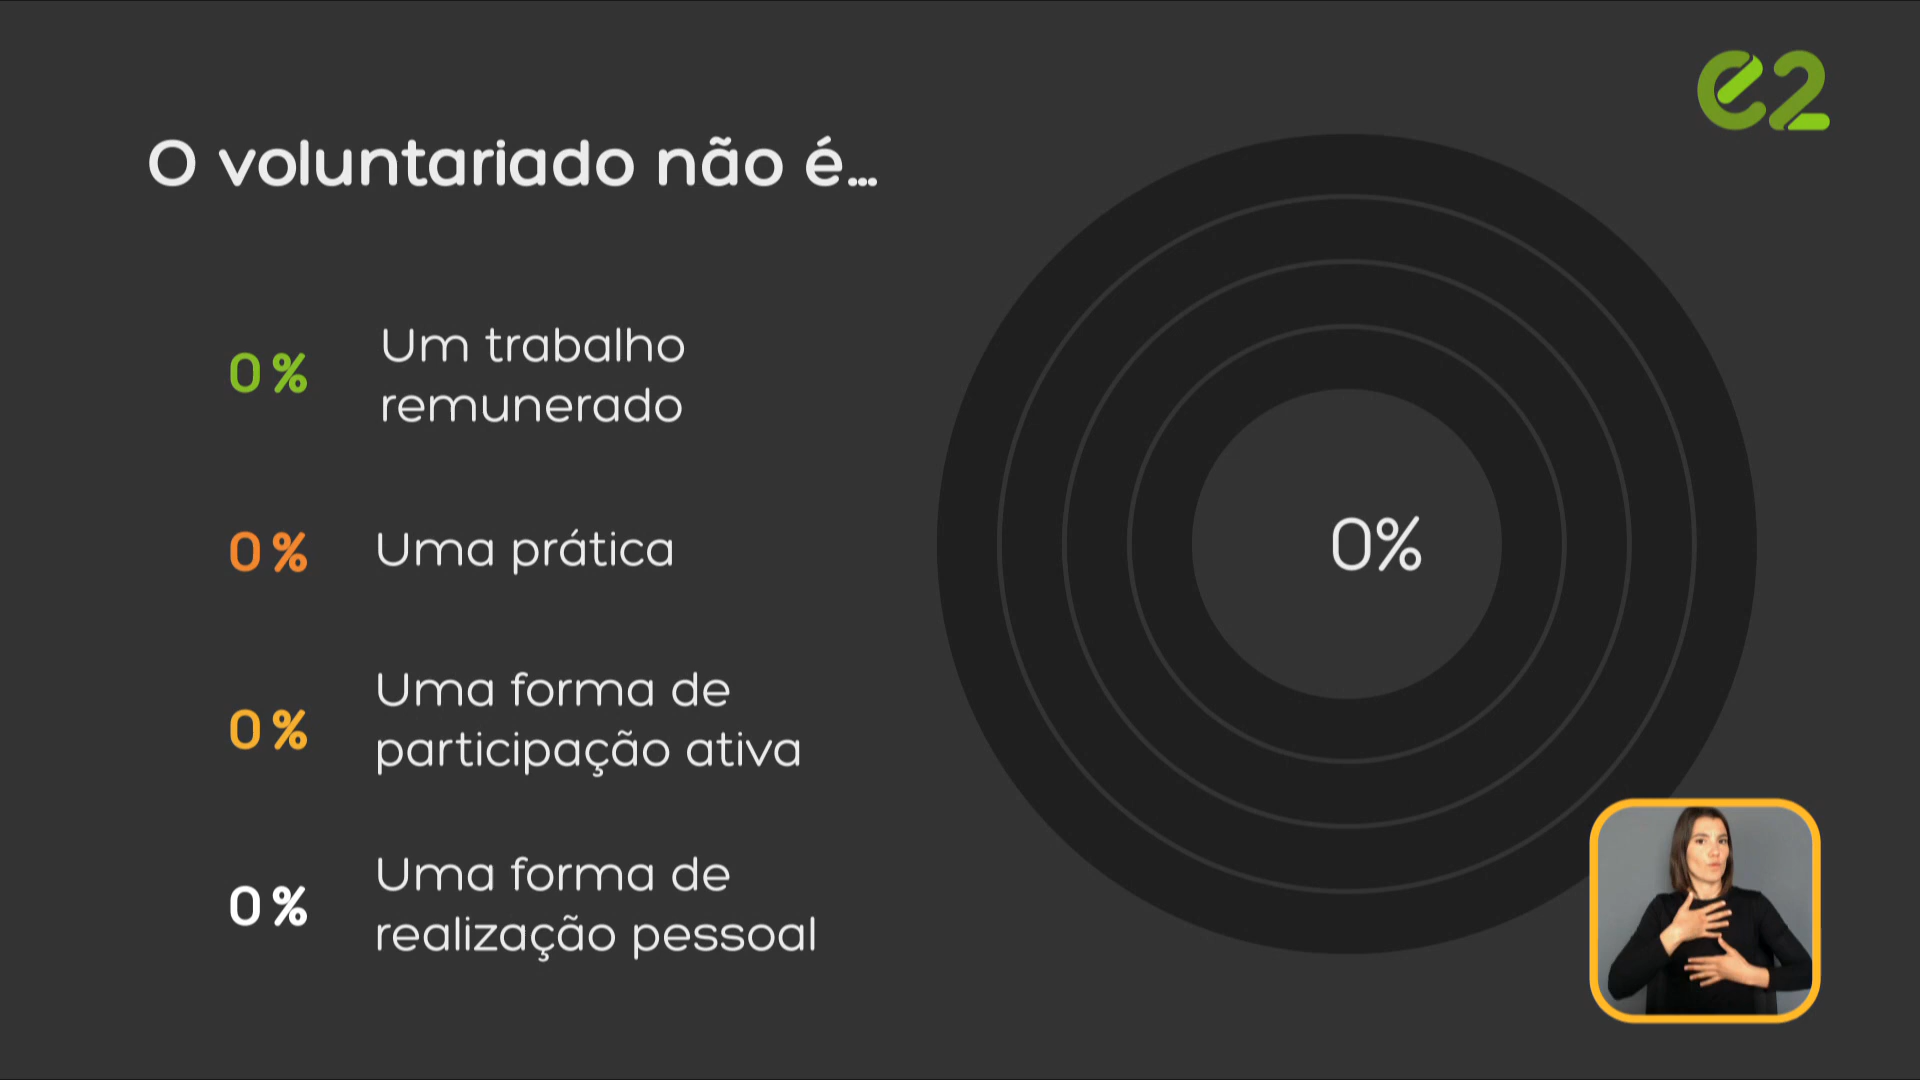 e2
O voluntariado não é...
0%
Um trabalho
remunerado
0%
Uma prática
0%
Uma forma de
participação ativa
0%
Uma forma de
realização pessoal
0%